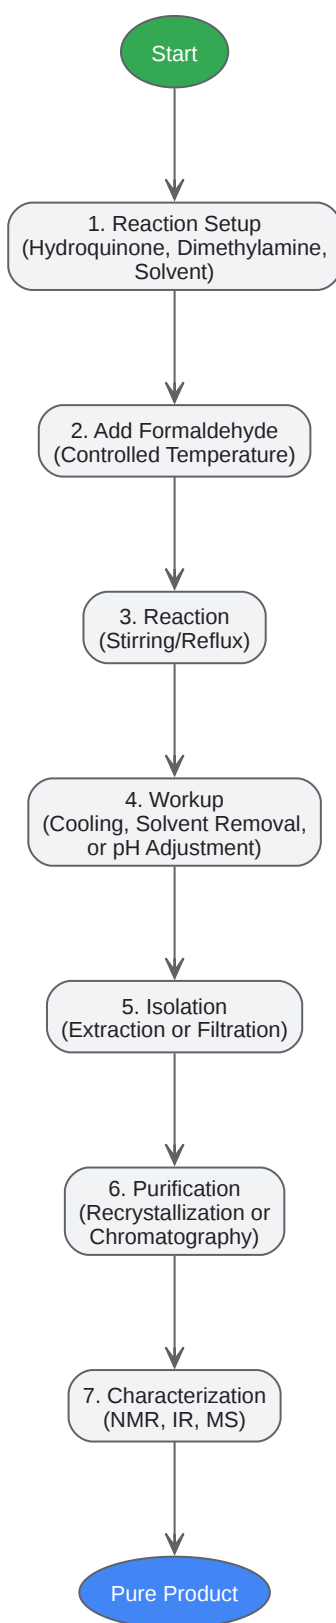 Start
1. Reaction Setup
(Hydroquinone, Dimethylamine,
Solvent)
2. Add Formaldehyde
(Controlled Temperature)
3. Reaction
(Stirring/Reflux)
4. Workup
(Cooling, Solvent Removal,
or pH Adjustment)
5. Isolation
(Extraction or Filtration)
6. Purification
(Recrystallization or
Chromatography)
7. Characterization
(NMR, IR, MS)
Pure Product